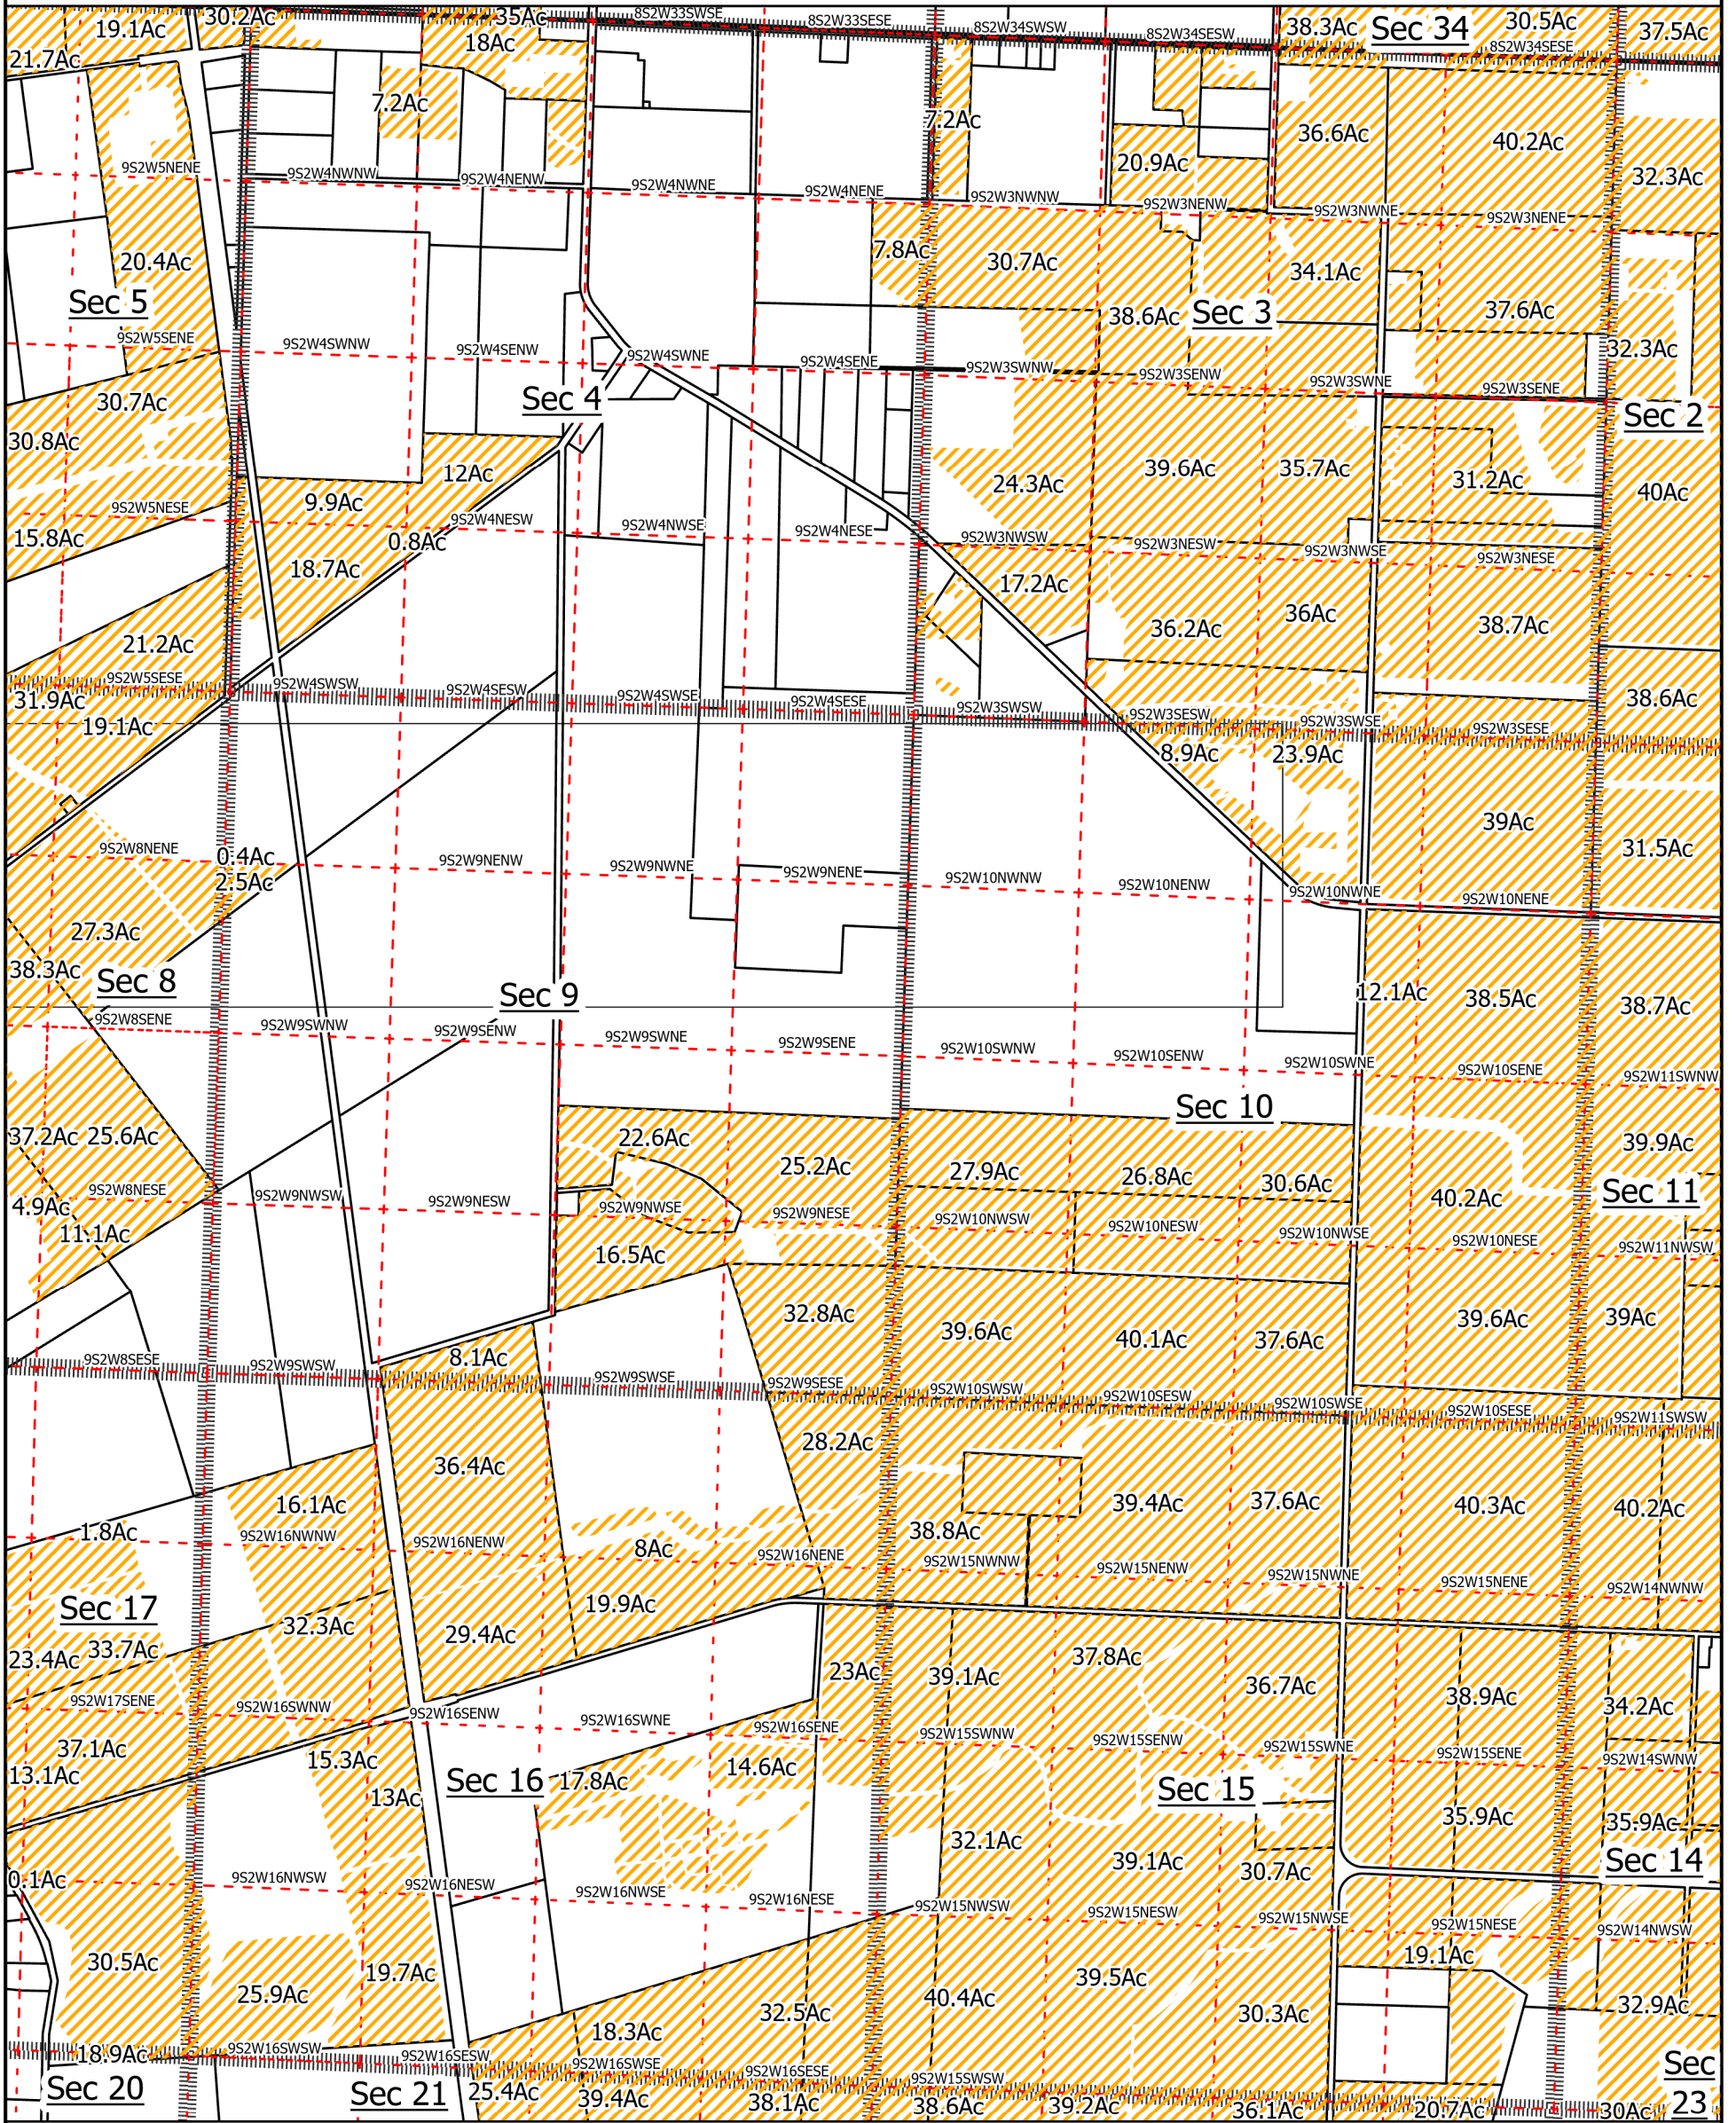 30.2Ac 35Ac 8S2W33SWSE 8S2W33SESE 8S2W34SWSW 8S2W34SESW 38.3Ac Sec 34 30.5Ac 37.5Ac
19.1Ac 18Ac 8S2W34SESE
21.7Ac
7.2Ac 7.2Ac 36.6Ac 40.2Ac
20.9Ac
9S2W5NENE 9S2W4NWNW 9S2W4NENW 9S2W4NWNE 9S2W4NENE 9S2W3NWNW 9S2W3NENW 9S2W3NWNE 9S2W3NENE 32.3Ac
20.4Ac 7.8Ac 30.7Ac 34.1Ac
Sec 5 38.6Ac Sec 3 37.6Ac
9S2W5SENE 9S2W4SWNW 9S2W4SENW 9S2W4SWNE 9S2W4SENE 9S2W3SWNW 9S2W3SENW 9S2W3SWNE 9S2W3SENE 32.3Ac
30.7Ac Sec 4 Sec 2
30.8Ac
12Ac 24.3Ac 39.6Ac 35.7Ac 31.2Ac 40Ac
9.9Ac
9S2W5NESE 9S2W4NESW 9S2W4NWSE 9S2W4NESE 9S2W3NWSW 9S2W3NESW 9S2W3NWSE 9S2W3NESE
15.8Ac 0.8Ac
18.7Ac 17.2Ac
36.2Ac 36Ac 38.7Ac
21.2Ac
9S2W5SESE 9S2W4SWSW 9S2W4SESW 9S2W4SWSE 9S2W4SESE 9S2W3SWSW 9S2W3SESW 9S2W3SWSE 9S2W3SESE
31.9Ac 38.6Ac
19.1Ac 8.9Ac 23.9Ac
39Ac
9S2W8NENE 0.4Ac 9S2W9NENW 9S2W9NWNE 9S2W9NENE 9S2W10NWNW 9S2W10NENW 9S2W10NWNE 9S2W10NENE 31.5Ac
2.5Ac
27.3Ac
38.3Ac
Sec 8 Sec 9 12.1Ac 38.5Ac 38.7Ac
9S2W8SENE 9S2W9SWNW 9S2W9SENW 9S2W9SWNE 9S2W9SENE 9S2W10SWNW 9S2W10SENW 9S2W10SWNE 9S2W10SENE 9S2W11SWNW
Sec 10
37.2Ac 25.6Ac 22.6Ac 39.9Ac
25.2Ac 27.9Ac 26.8Ac 30.6Ac 40.2Ac Sec 11
9S2W8NESE 9S2W9NWSW 9S2W9NESW 9S2W9NWSE 9S2W9NESE 9S2W10NWSW 9S2W10NESW 9S2W10NWSE 9S2W10NESE 9S2W11NWSW
4.9Ac
11.1Ac 16.5Ac
32.8Ac 39.6Ac 40.1Ac 37.6Ac 39.6Ac 39Ac
8.1Ac
9S2W8SESE 9S2W9SWSW 9S2W9SWSE 9S2W9SESE 9S2W10SWSW 9S2W10SESW 9S2W10SWSE 9S2W10SESE 9S2W11SWSW
28.2Ac
36.4Ac
16.1Ac 39.4Ac 37.6Ac 40.3Ac 40.2Ac
1.8Ac 9S2W16NWNW 9S2W16NENW 8Ac 9S2W16NENE 38.8Ac 9S2W15NWNW 9S2W15NENW 9S2W15NWNE 9S2W15NENE 9S2W14NWNW
Sec 17 19.9Ac
32.3Ac 29.4Ac
23.4Ac 33.7Ac 23Ac 39.1Ac 37.8Ac 36.7Ac 38.9Ac 34.2Ac
9S2W17SENE 9S2W16SWNW 9S2W16SENW 9S2W16SWNE 9S2W16SENE 9S2W15SWNW 9S2W15SENW 9S2W15SWNE 9S2W15SENE 9S2W14SWNW
37.1Ac 15.3Ac 14.6Ac
13.1Ac 13Ac Sec 16 17.8Ac Sec 15
35.9Ac 35.9Ac
32.1Ac 39.1Ac 30.7Ac Sec 14
0.1Ac 9S2W16NWSW 9S2W16NESW 9S2W16NWSE 9S2W16NESE 9S2W15NWSW 9S2W15NESW 9S2W15NWSE 9S2W15NESE 9S2W14NWSW
30.5Ac 19.7Ac 39.5Ac 19.1Ac
25.9Ac 32.5Ac 40.4Ac 30.3Ac 32.9Ac
18.3Ac
18.9Ac 9S2W16SWSW 9S2W16SESW 9S2W16SWSE 9S2W16SESE 9S2W15SWSW Sec
Sec 20 Sec 21 25.4Ac 39.4Ac 38.1Ac 38.6Ac 39.2Ac 36.1Ac 20.7Ac 30Ac 23